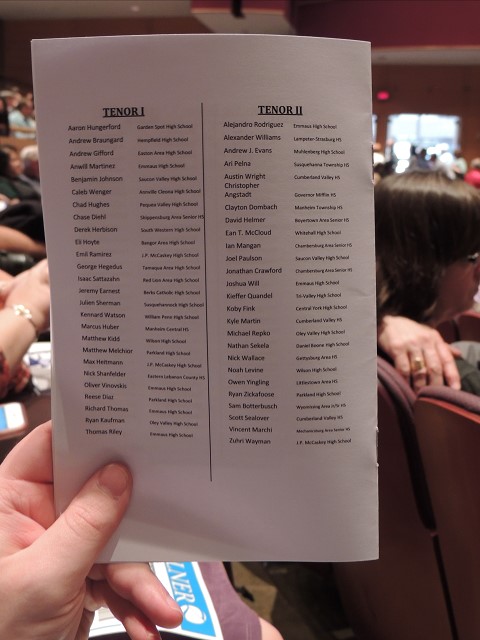 TENOR I
Aaron Hungerford Garden Spot High School
Andrew Braungard Hempfield High School
Andrew Gifford Easton Area High School
Anwill Martinez Emmaus High School
Benjamin Johnson Saucon Valley High School
Caleb Wenger Annville Cleona High School
Chad Hughes Pequea Valley High School
Chase Diehl Shippensburg Area Senior HS
Derek Herbison South Western High School
Eli Hoyte Bangor Area High School
Emil Ramirez J.P. McCaskey High School
George Hegedus Tamaqua Area High School
Isaac Sattazahn Red Lion Area High School
Jeremy Earnest Berks Catholic High School
Julien Sherman Susquehannock High School
Kennard Watson William Penn High School
Marcus Huber Manheim Central HS
Matthew Kidd Wilson High School
Matthew Melchior Parkland High School
Max Heitmann J.P. McCaskey High School
Nick Shanfelder Eastern Lebanon County HS
Oliver Vinovskis Emmaus High School
Reese Diaz Parkland High School
Richard Thomas Emmaus High School
Ryan Kaufman Oley Valley High School
Thomas Riley Emmaus High School
TENOR II
Alejandro Rodriguez Emmaus High School
Alexander Williams Lampeter-Strasburg HS
Andrew J. Evans Muhlenberg High School
Ari Pelna Susquehanna Township HS
Austin Wright Cumberland Valley HS
Christopher
Angstadt Governor Mifflin HS
Clayton Dombach Manheim Township HS
David Helmer Boyertown Area Senior HS
Ean T. McCloud Whitehall High School
Ian Mangan Chambersburg Area Senior HS
Joel Paulson Saucon Valley High School
Jonathan Crawford Chambersburg Area Senior HS
Joshua Will Emmaus High School
Kieffer Quandel Tri-Valley High School
Koby Fink Central York High School
Kyle Martin Cumberland Valley HS
Michael Repko Oley Valley High School
Nathan Sekela Daniel Boone High School
Nick Wallace Gettysburg Area HS
Noah Levine Wilson High School
Owen Yingling Littlestown Area HS
Ryan Zickafoose Parkland High School
Sam Botterbusch Wyomissing Area Jr/Sr HS
Scott Sealover Cumberland Valley HS
Vincent Marchi Mechanicsburg Area Senior HS
Zuhn Wayman J.P. McCaskey High School
LNER